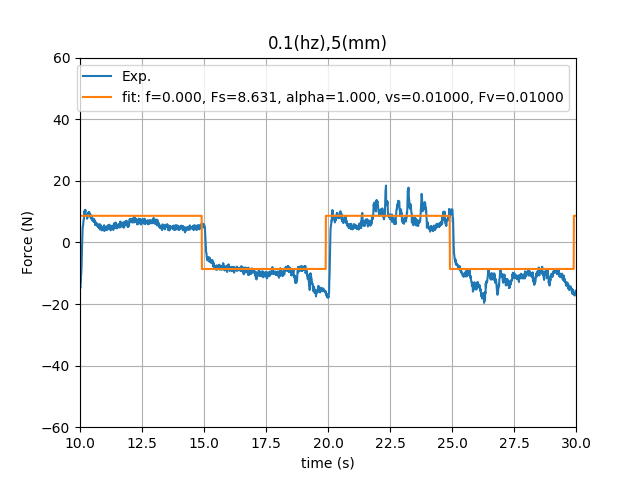 0.1(hz),5(mm)
Exp.
fit: f=0.000, Fs=8.631, alpha=1.000, vs=0.01000, Fv=0.01000
60
40
20
0
−20
−40
−60
Force (N)
10.0 12.5 15.0 17.5 20.0 22.5 25.0 27.5 30.0
time (s)